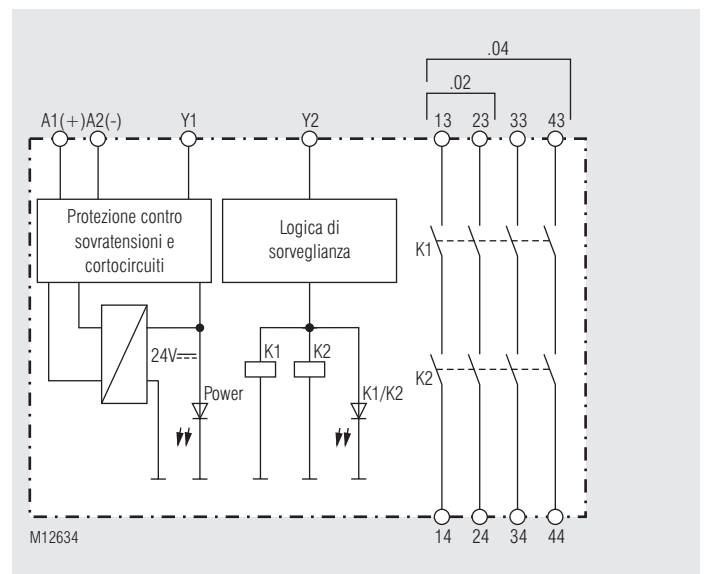 .04
.02
A1(+)A2(-) Y1 Y2 13 23 33 43
Protezione contro
sovratensioni e
cortocircuiti
Logica di
sorveglianza
K1
24V
K1 K2
K2
Power
K1/K2
M12634
14 24 34 44